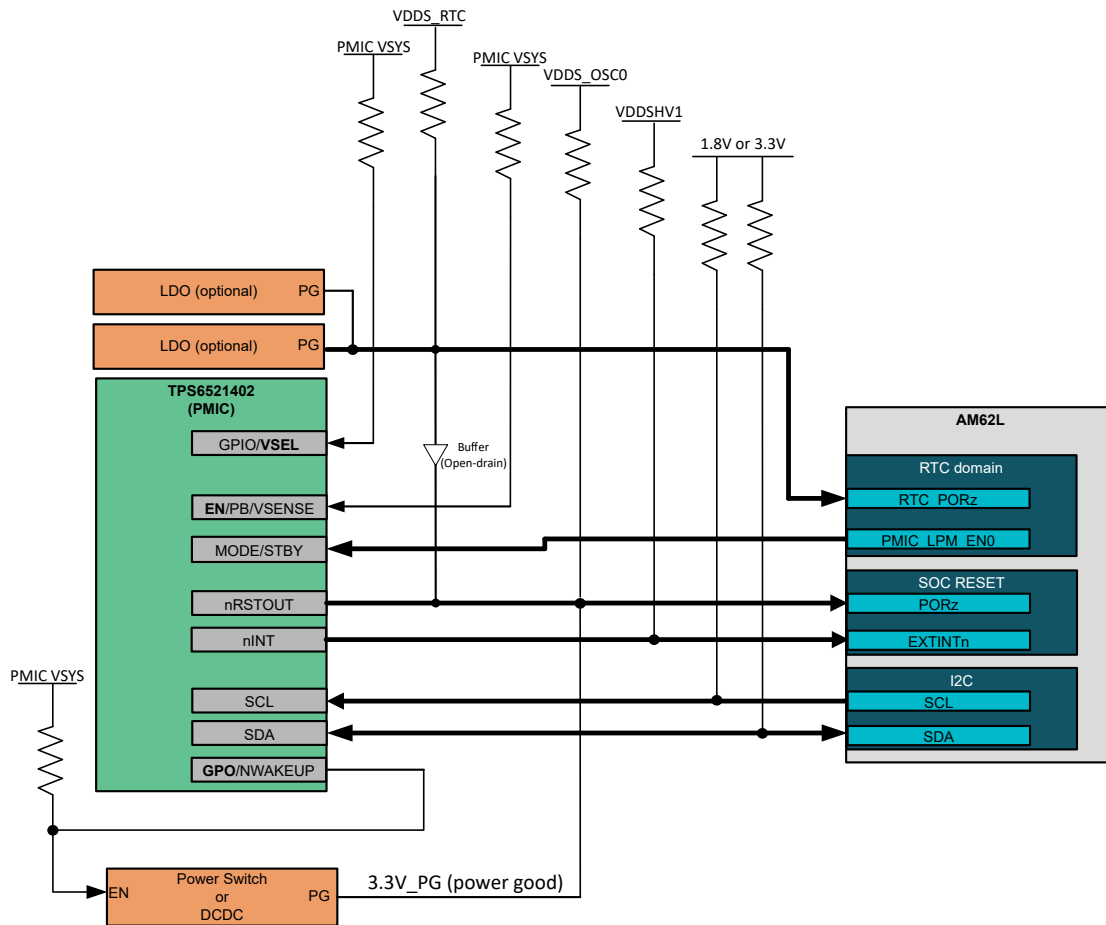 VDDS_RTC
PMIC VSYS
PMIC VSYS
VDDS_OSC0
VDDSHV1
1.8V or 3.3V
LDO (optional)
PG
LDO (optional)
PG
TPS6521402
(PMIC)
GPIO/VSEL
Buffer
(Open-drain)
EN/PB/VSENSE
MODE/STBY
nRSTOUT
nINT
SCL
SDA
GPO/NWAKEUP
AM62L
RTC domain
RTC_PORz
PMIC_LPM_EN0
SOC RESET
PORz
EXTINTn
I2C
SCL
SDA
PMIC VSYS
EN
Power Switch
or
DCDC
PG
3.3V_PG (power good)